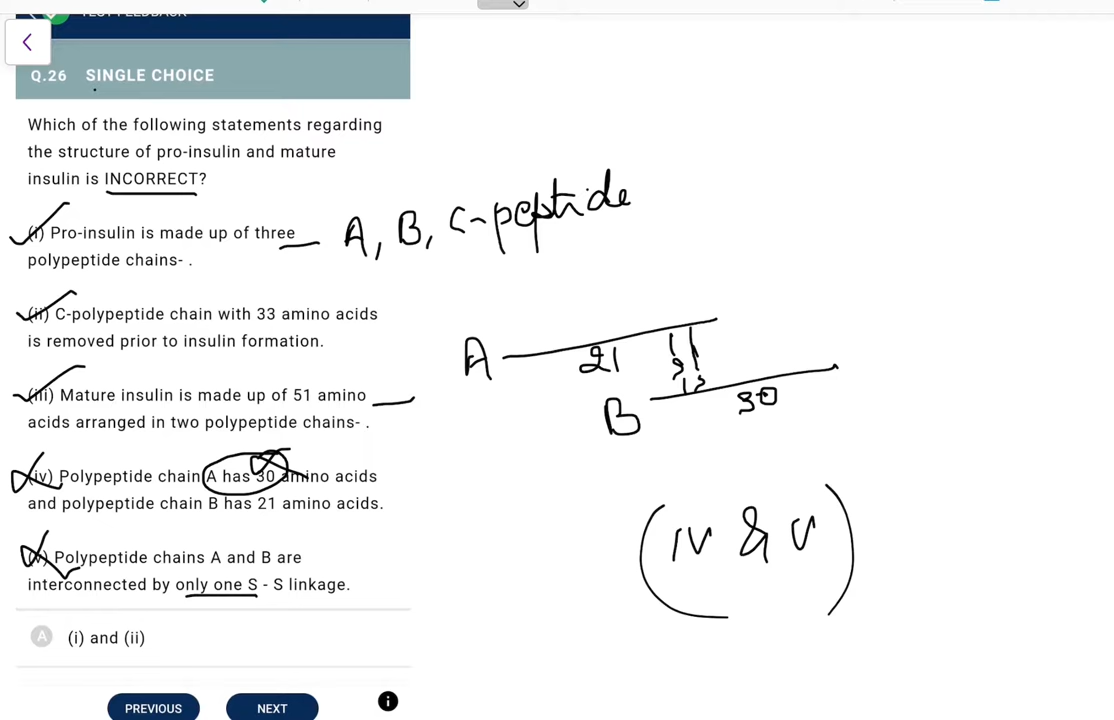 TEST FEEDBACK
Q.26 SINGLE CHOICE
Which of the following statements regarding
the structure of pro-insulin and mature
insulin is INCORRECT?
(i) Pro-insulin is made up of three
polypeptide chains- .
A, B, C-peptide
(ii) C-polypeptide chain with 33 amino acids
is removed prior to insulin formation.
(iii) Mature insulin is made up of 51 amino
acids arranged in two polypeptide chains- .
A 21
B 30
(iv) Polypeptide chain A has 30 amino acids
and polypeptide chain B has 21 amino acids.
(v) Polypeptide chains A and B are
interconnected by only one S - S linkage.
(iv & v)
A (i) and (ii)
PREVIOUS NEXT